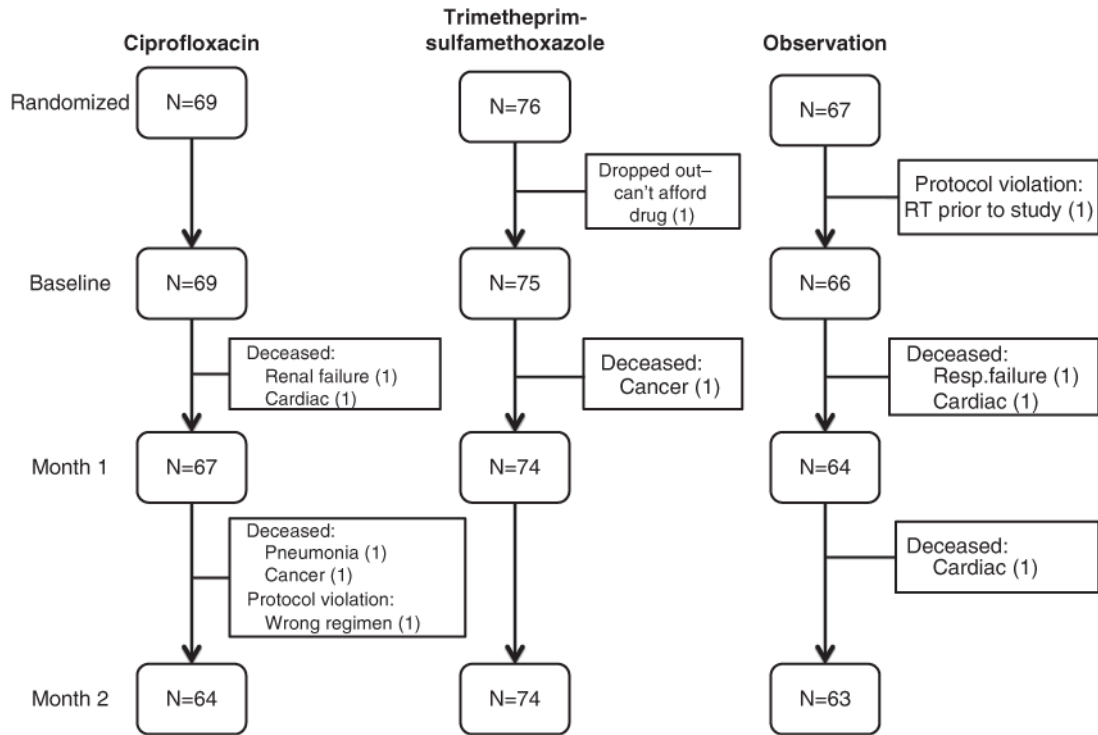 Ciprofloxacin
Trimetheprim-
sulfamethoxazole
Observation
Randomized
N=69
N=76
N=67
Dropped out–
can't afford
drug (1)
Protocol violation:
RT prior to study (1)
Baseline
N=69
N=75
N=66
Deceased:
Renal failure (1)
Cardiac (1)
Deceased:
Cancer (1)
Deceased:
Resp.failure (1)
Cardiac (1)
Month 1
N=67
N=74
N=64
Deceased:
Pneumonia (1)
Cancer (1)
Protocol violation:
Wrong regimen (1)
Deceased:
Cardiac (1)
Month 2
N=64
N=74
N=63